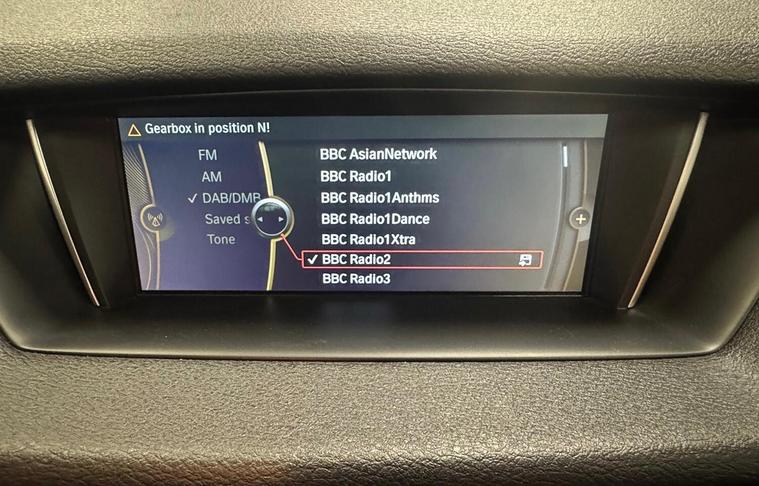 Gearbox in position N!
FM
AM
DAB/DMB
Saved
Tone
BBC AsianNetwork
BBC Radio1
BBC Radio1Anthms
BBC Radio1Dance
BBC Radio1Xtra
BBC Radio2
BBC Radio3